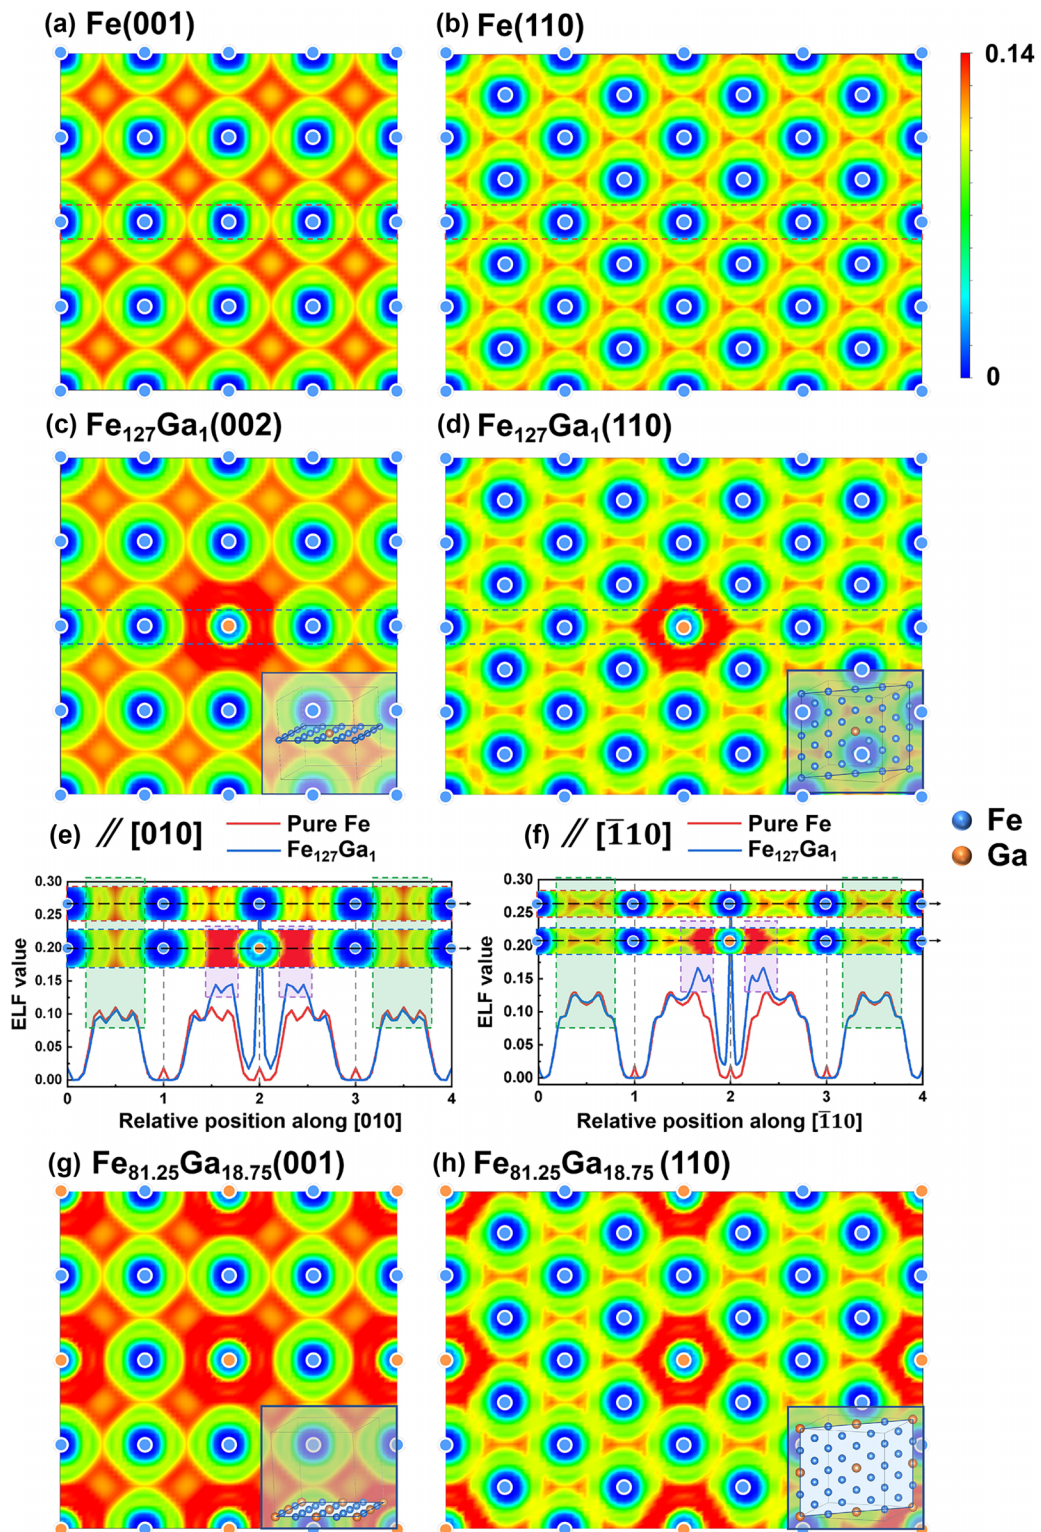 (a) Fe(001)
(b) Fe(110)
0.14
0
(c) Fe₁₂₇Ga₁(002)
(d) Fe₁₂₇Ga₁(110)
(e) // [010]
Pure Fe
Fe₁₂₇Ga₁
(f) // [1̅10]
Pure Fe
Fe₁₂₇Ga₁
Fe
Ga
0.30
0.25
0.20
0.15
0.10
0.05
0.00
ELF value
0 1 2 3 4
Relative position along [010]
0.30
0.25
0.20
0.15
0.10
0.05
0.00
ELF value
0 1 2 3 4
Relative position along [1̅10]
(g) Fe₈₁.₂₅Ga₁₈.₇₅(001)
(h) Fe₈₁.₂₅Ga₁₈.₇₅ (110)